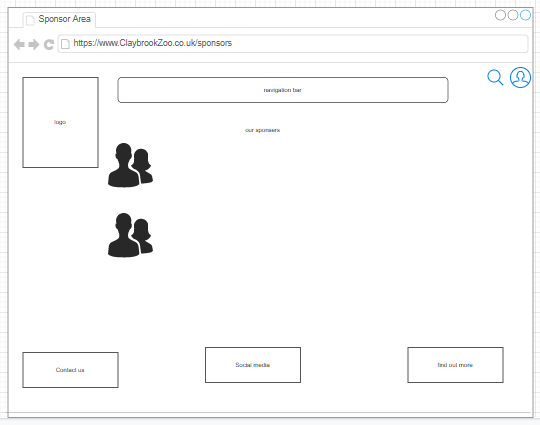 Sponsor Area
https://www.ClaybrookZoo.co.uk/sponsors
navigation bar
logo
our sponsers
Contact us
Social media
find out more